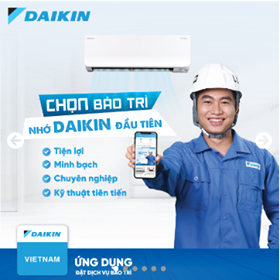 DAIKIN
CHỌN BẢO TRÌ
NHỚ DAIKIN ĐẦU TIÊN
Tiện lợi
Minh bạch
Chuyên nghiệp
Kỹ thuật tiên tiến
DAIKIN
DAIKIN
VIETNAM
ỨNG DỤNG
ĐẶT DỊCH VỤ BẢO TRÌ